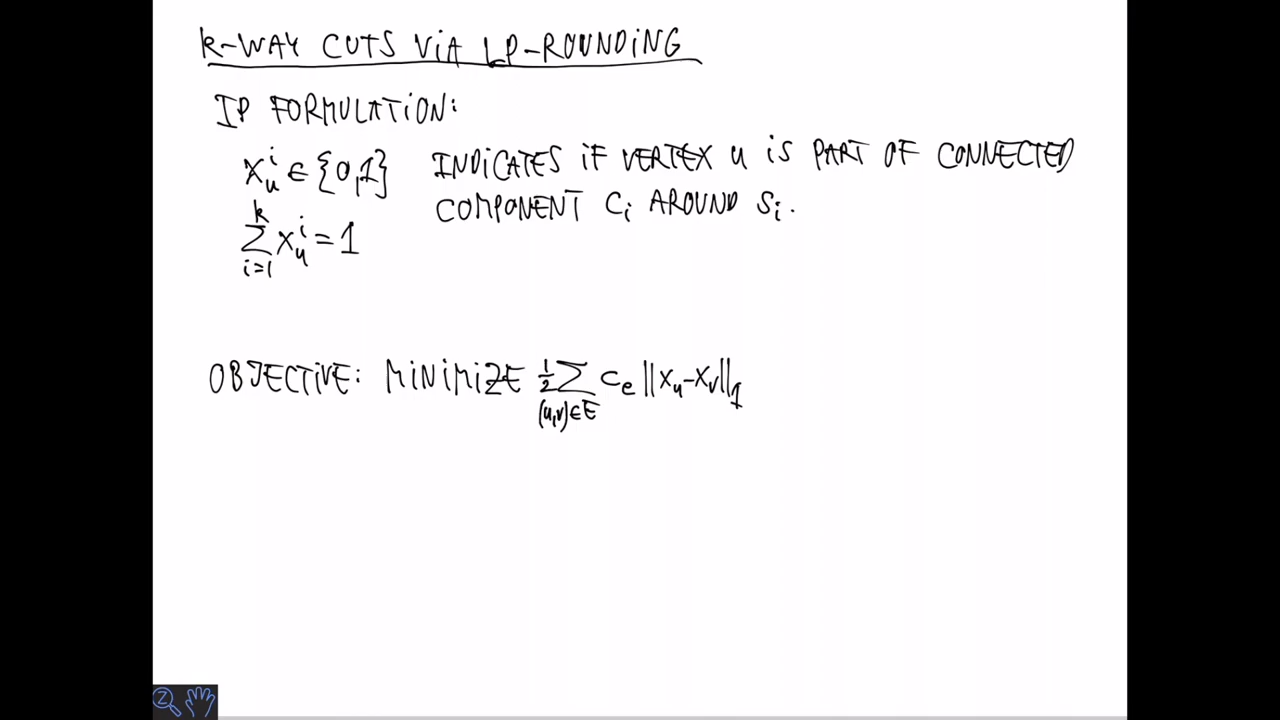 k-WAY CUTS ViA LP-ROUNDiNG
IP FORMULATiON:
x_u^i ∈ {0,1} INDiCATES iF VERTEX u iS PART OF CONNECTED
COMPONENT C_i AROUND S_i.
∑_{i=1}^k x_u^i = 1
OBJECTiVE: MiNiMiZE 1/2 ∑_{(u,v)∈E} c_e ||x_u-x_v||_1